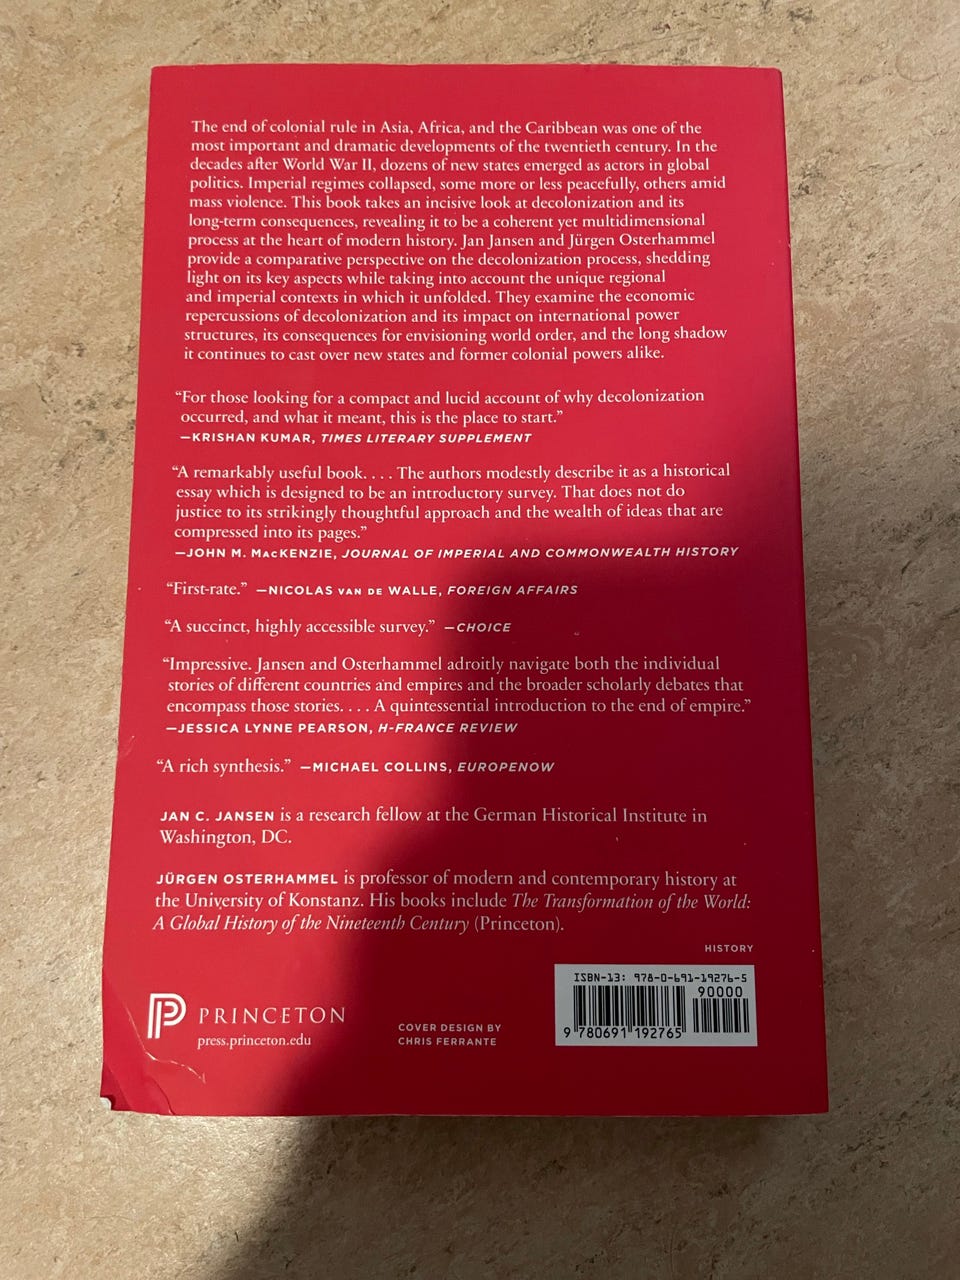 The end of colonial rule in Asia, Africa, and the Caribbean was one of the
most important and dramatic developments of the twentieth century. In the
decades after World War II, dozens of new states emerged as actors in global
politics. Imperial regimes collapsed, some more or less peacefully, others amid
mass violence. This book takes an incisive look at decolonization and its
long-term consequences, revealing it to be a coherent yet multidimensional
process at the heart of modern history. Jan Jansen and Jürgen Osterhammel
provide a comparative perspective on the decolonization process, shedding
light on its key aspects while taking into account the unique regional
and imperial contexts in which it unfolded. They examine the economic
repercussions of decolonization and its impact on international power
structures, its consequences for envisioning world order, and the long shadow
it continues to cast over new states and former colonial powers alike.
“For those looking for a compact and lucid account of why decolonization
occurred, and what it meant, this is the place to start.”
—KRISHAN KUMAR, TIMES LITERARY SUPPLEMENT
“A remarkably useful book. . . . The authors modestly describe it as a historical
essay which is designed to be an introductory survey. That does not do
justice to its strikingly thoughtful approach and the wealth of ideas that are
compressed into its pages.”
—JOHN M. MacKENZIE, JOURNAL OF IMPERIAL AND COMMONWEALTH HISTORY
“First-rate.” —NICOLAS VAN DE WALLE, FOREIGN AFFAIRS
“A succinct, highly accessible survey.” —CHOICE
“Impressive. Jansen and Osterhammel adroitly navigate both the individual
stories of different countries and empires and the broader scholarly debates that
encompass those stories. . . . A quintessential introduction to the end of empire.”
—JESSICA LYNNE PEARSON, H-FRANCE REVIEW
“A rich synthesis.” —MICHAEL COLLINS, EUROPENOW
JAN C. JANSEN is a research fellow at the German Historical Institute in
Washington, DC.
JÜRGEN OSTERHAMMEL is professor of modern and contemporary history at
the University of Konstanz. His books include The Transformation of the World:
A Global History of the Nineteenth Century (Princeton).
HISTORY
PRINCETON
press.princeton.edu
COVER DESIGN BY
CHRIS FERRANTE
ISBN-13: 978-0-691-19276-5
90000
9 780691 192765